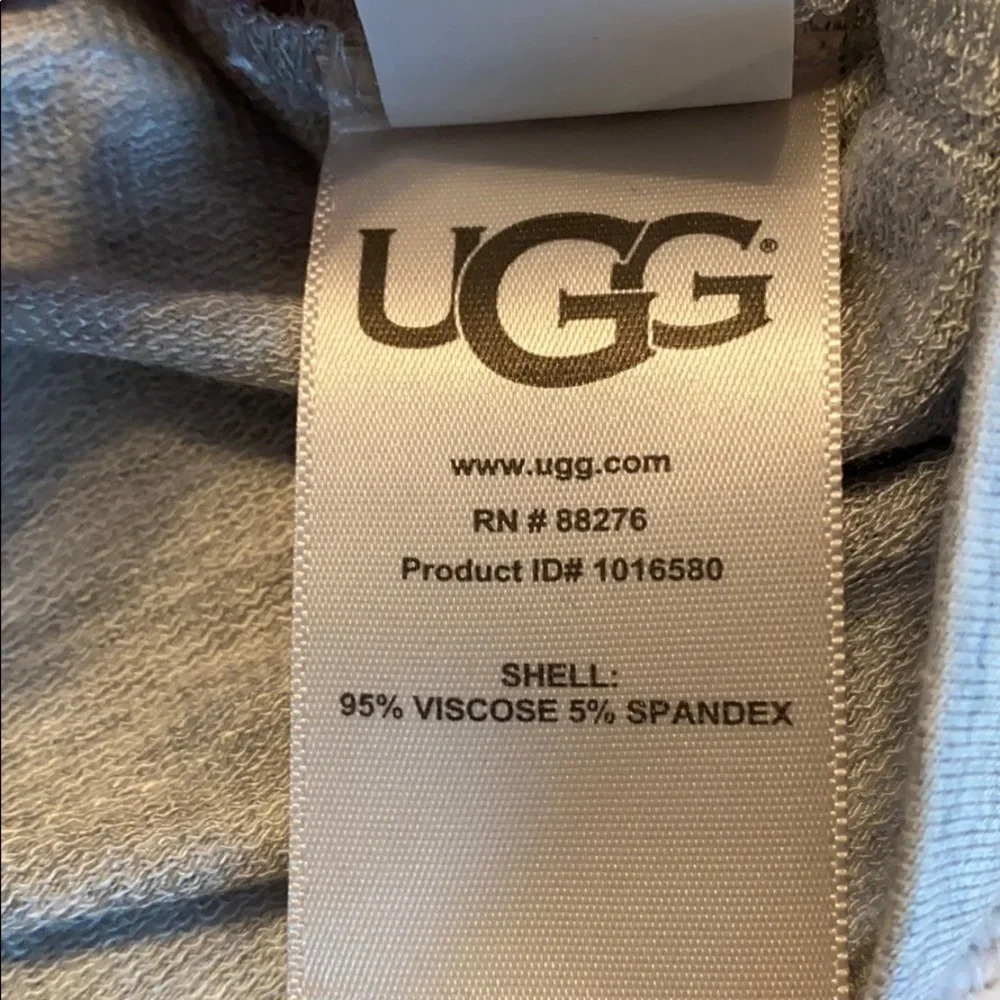 UGG®
www.ugg.com
RN # 88276
Product ID# 1016580
SHELL:
95% VISCOSE 5% SPANDEX